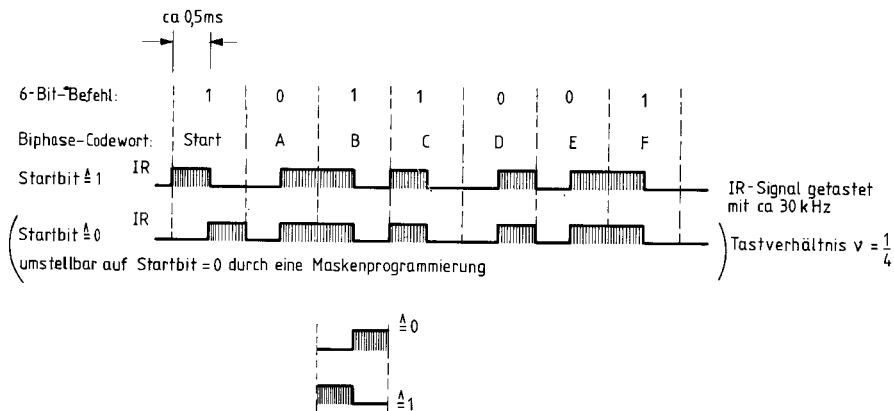 ca 0,5ms
6-Bit-Befehl: 1 0 1 1 0 0 1
Biphase-Codewort: Start A B C D E F
Startbit ≙ 1 IR
IR-Signal getastet
mit ca 30 kHz
Startbit ≙ 0 IR
(umstellbar auf Startbit = 0 durch eine Maskenprogrammierung)
Tastverhältnis v = 1/4
≙ 0
≙ 1